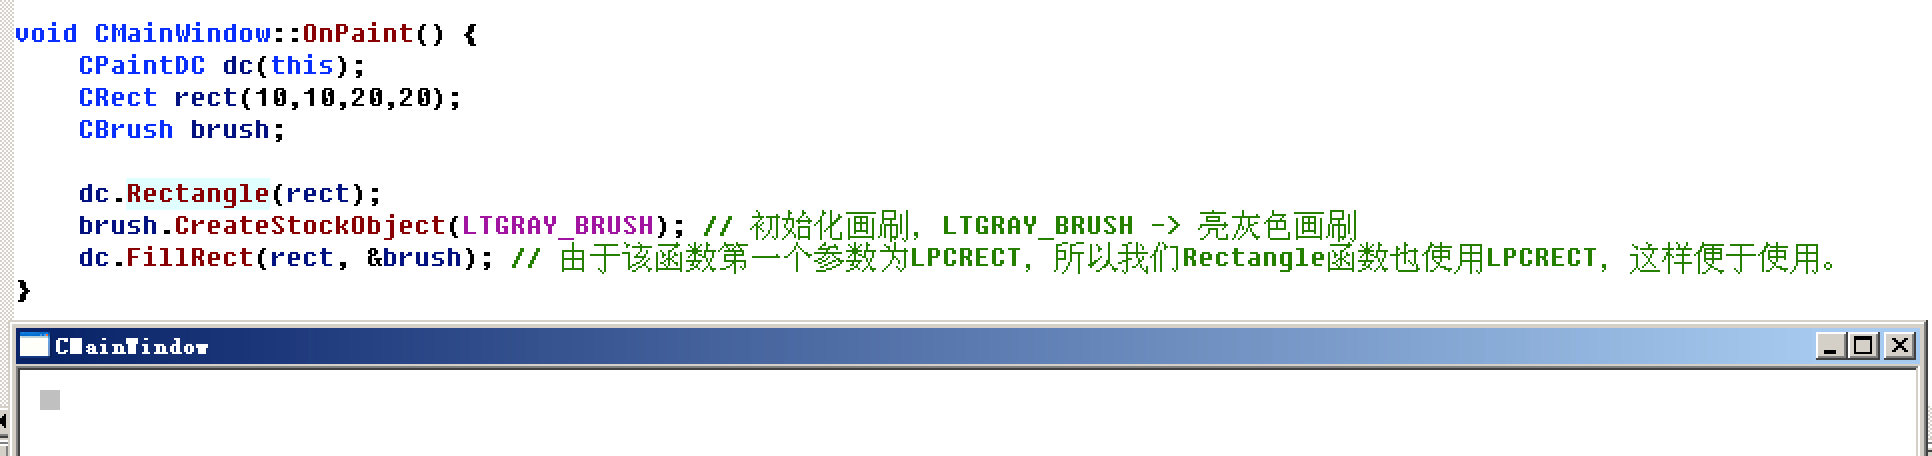 void CMainWindow::OnPaint() {
    CPaintDC dc(this);
    CRect rect(10,10,20,20);
    CBrush brush;
    dc.Rectangle(rect);
    brush.CreateStockObject(LTGRAY_BRUSH); // 初始化画刷, LTGRAY_BRUSH -> 亮灰色画刷
    dc.FillRect(rect, &brush); // 由于该函数第一个参数为LPCRECT, 所以我们Rectangle函数也使用LPCRECT, 这样便于使用。
}
CMainWindow